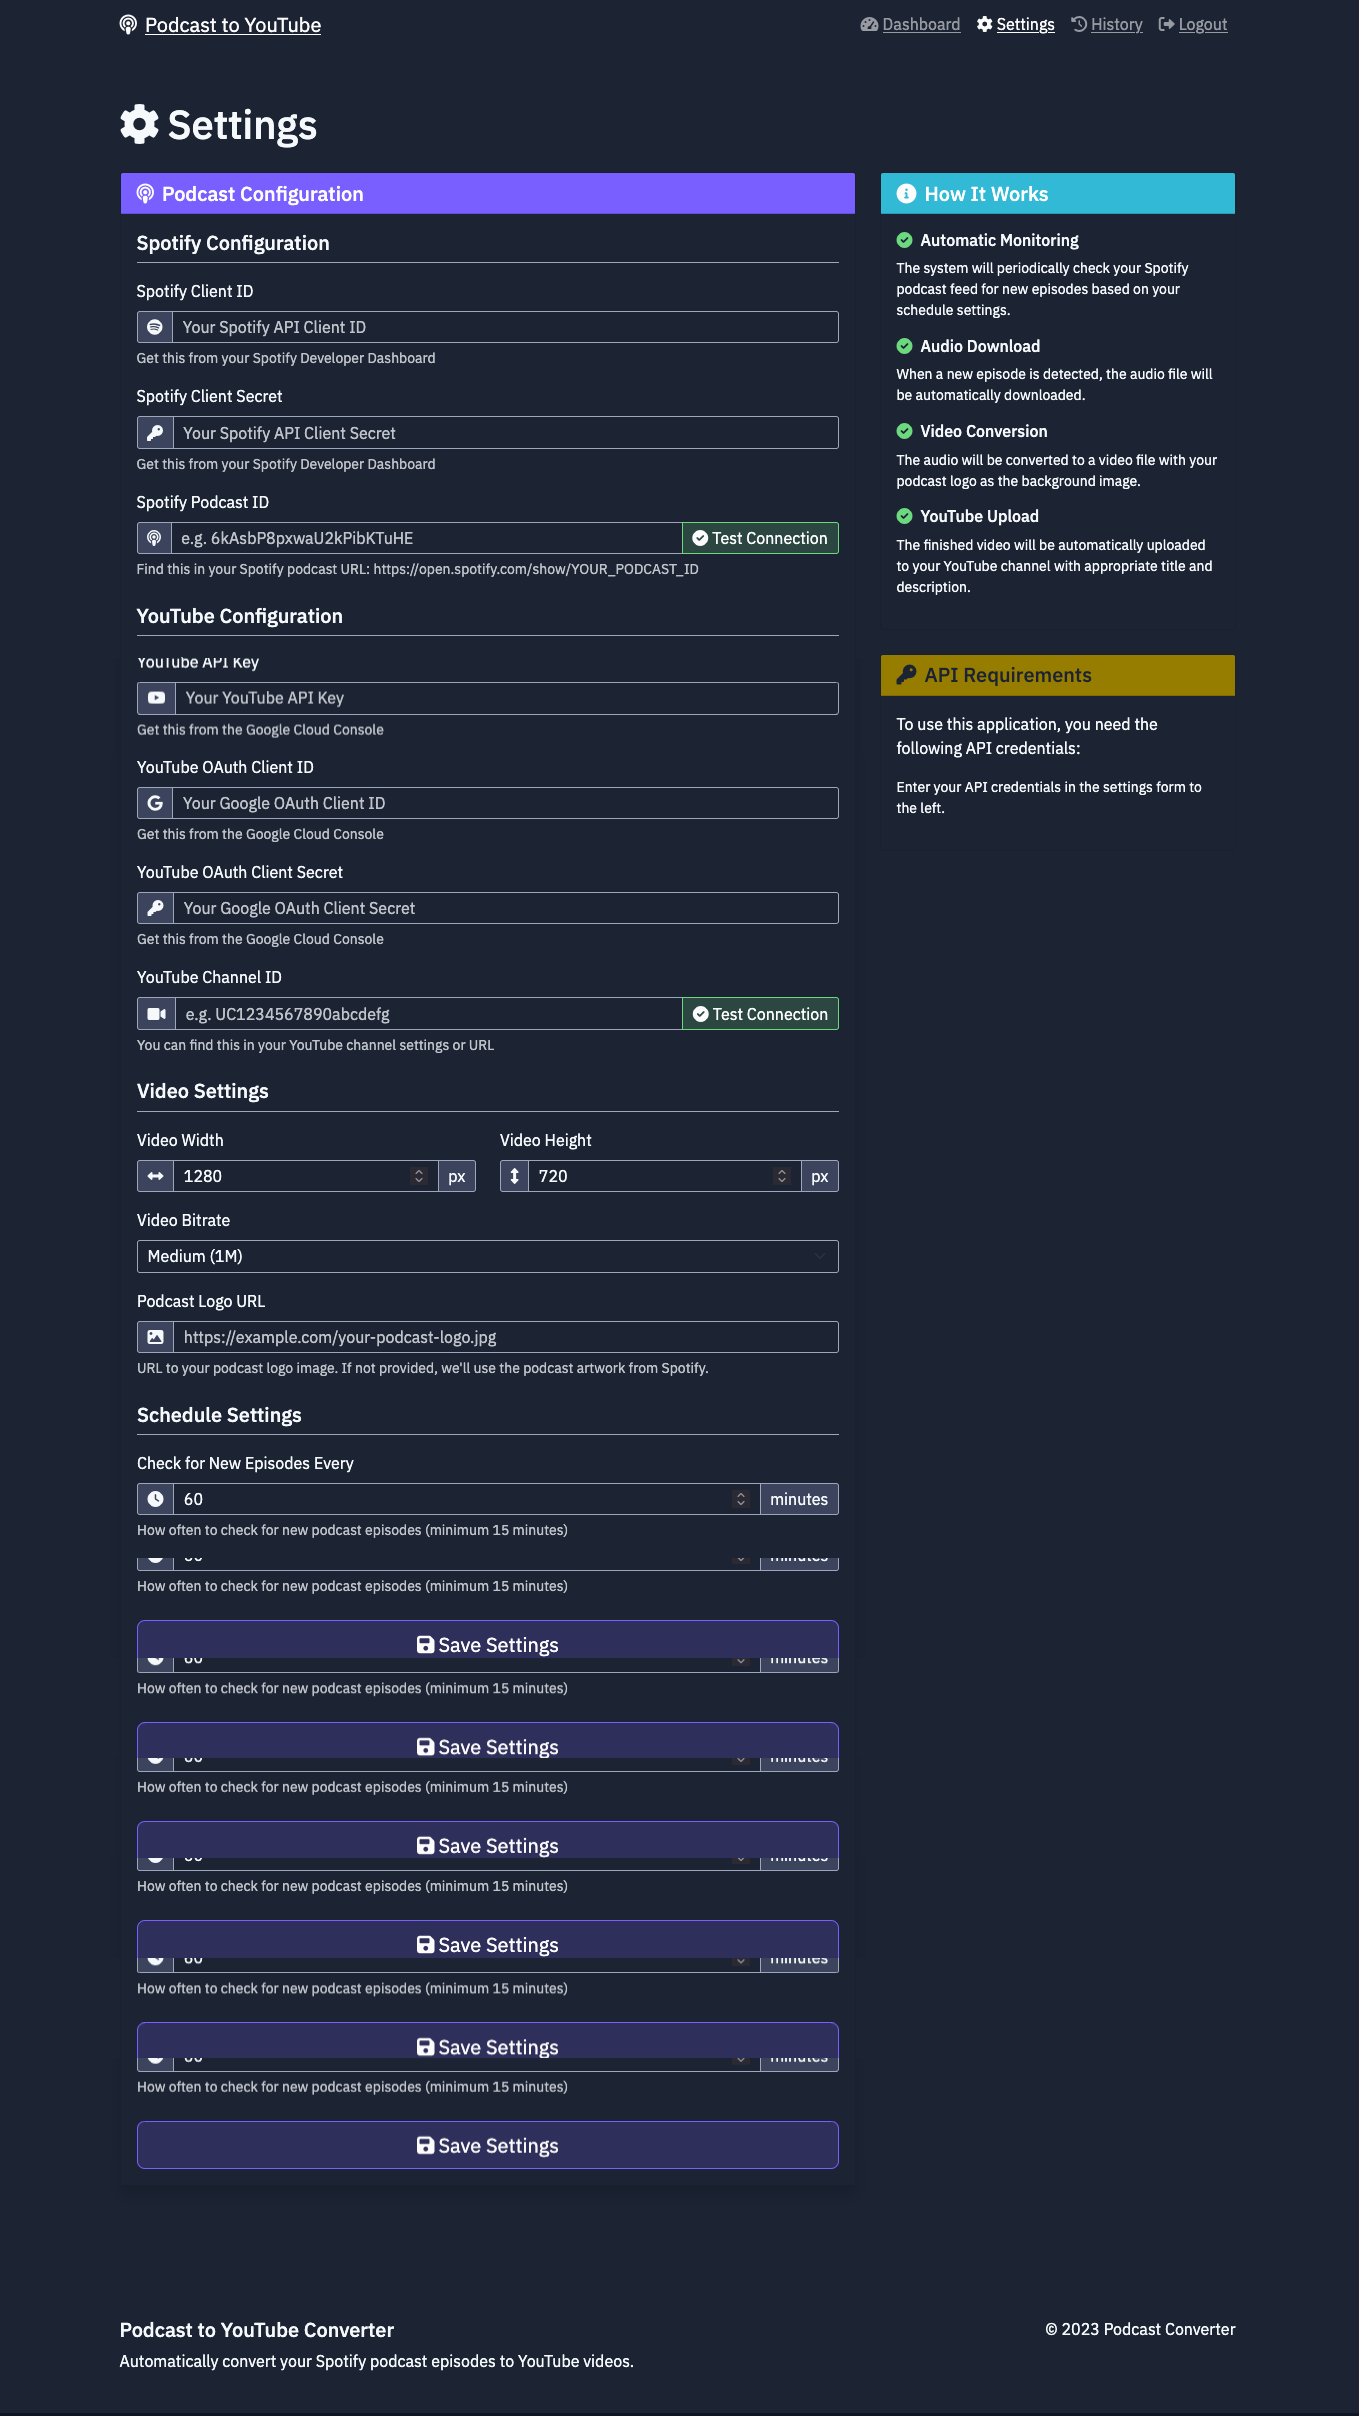 Podcast to YouTube
Dashboard Settings History Logout
Settings
Podcast Configuration
Spotify Configuration
Spotify Client ID
Your Spotify API Client ID
Get this from your Spotify Developer Dashboard
Spotify Client Secret
Your Spotify API Client Secret
Get this from your Spotify Developer Dashboard
Spotify Podcast ID
e.g. 6kAsbP8pxwaU2kPibKTuHE
Test Connection
Find this in your Spotify podcast URL: https://open.spotify.com/show/YOUR_PODCAST_ID
YouTube Configuration
YouTube API Key
Your YouTube API Key
Get this from the Google Cloud Console
YouTube OAuth Client ID
Your Google OAuth Client ID
Get this from the Google Cloud Console
YouTube OAuth Client Secret
Your Google OAuth Client Secret
Get this from the Google Cloud Console
YouTube Channel ID
e.g. UC1234567890abcdefg
Test Connection
You can find this in your YouTube channel settings or URL
Video Settings
Video Width
1280 px
Video Height
720 px
Video Bitrate
Medium (1M)
Podcast Logo URL
https://example.com/your-podcast-logo.jpg
URL to your podcast logo image. If not provided, we'll use the podcast artwork from Spotify.
Schedule Settings
Check for New Episodes Every
60 minutes
How often to check for new podcast episodes (minimum 15 minutes)
60 minutes
How often to check for new podcast episodes (minimum 15 minutes)
Save Settings
60 minutes
How often to check for new podcast episodes (minimum 15 minutes)
Save Settings
60 minutes
How often to check for new podcast episodes (minimum 15 minutes)
Save Settings
60 minutes
How often to check for new podcast episodes (minimum 15 minutes)
Save Settings
60 minutes
How often to check for new podcast episodes (minimum 15 minutes)
Save Settings
60 minutes
How often to check for new podcast episodes (minimum 15 minutes)
Save Settings
How It Works
Automatic Monitoring
The system will periodically check your Spotify
podcast feed for new episodes based on your
schedule settings.
Audio Download
When a new episode is detected, the audio file will
be automatically downloaded.
Video Conversion
The audio will be converted to a video file with your
podcast logo as the background image.
YouTube Upload
The finished video will be automatically uploaded
to your YouTube channel with appropriate title and
description.
API Requirements
To use this application, you need the
following API credentials:
Enter your API credentials in the settings form to
the left.
Podcast to YouTube Converter
Automatically convert your Spotify podcast episodes to YouTube videos.
© 2023 Podcast Converter